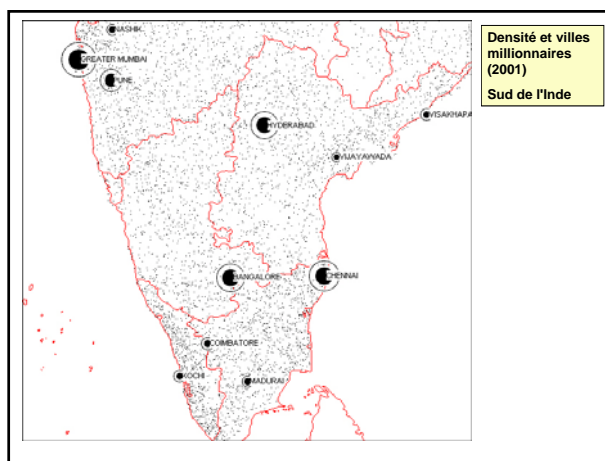 Densité et villes
millionnaires
(2001)
Sud de l'Inde
NASHIK
GREATER MUMBAI
PUNE
HYDERABAD
VISAKHAPA
VIJAYAWADA
BANGALORE
CHENNAI
COIMBATORE
KOCHI
MADURAI